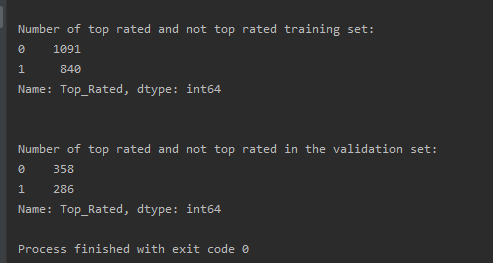 Number of top rated and not top rated training set:
0    1091
1     840
Name: Top_Rated, dtype: int64
Number of top rated and not top rated in the validation set:
0    358
1    286
Name: Top_Rated, dtype: int64
Process finished with exit code 0